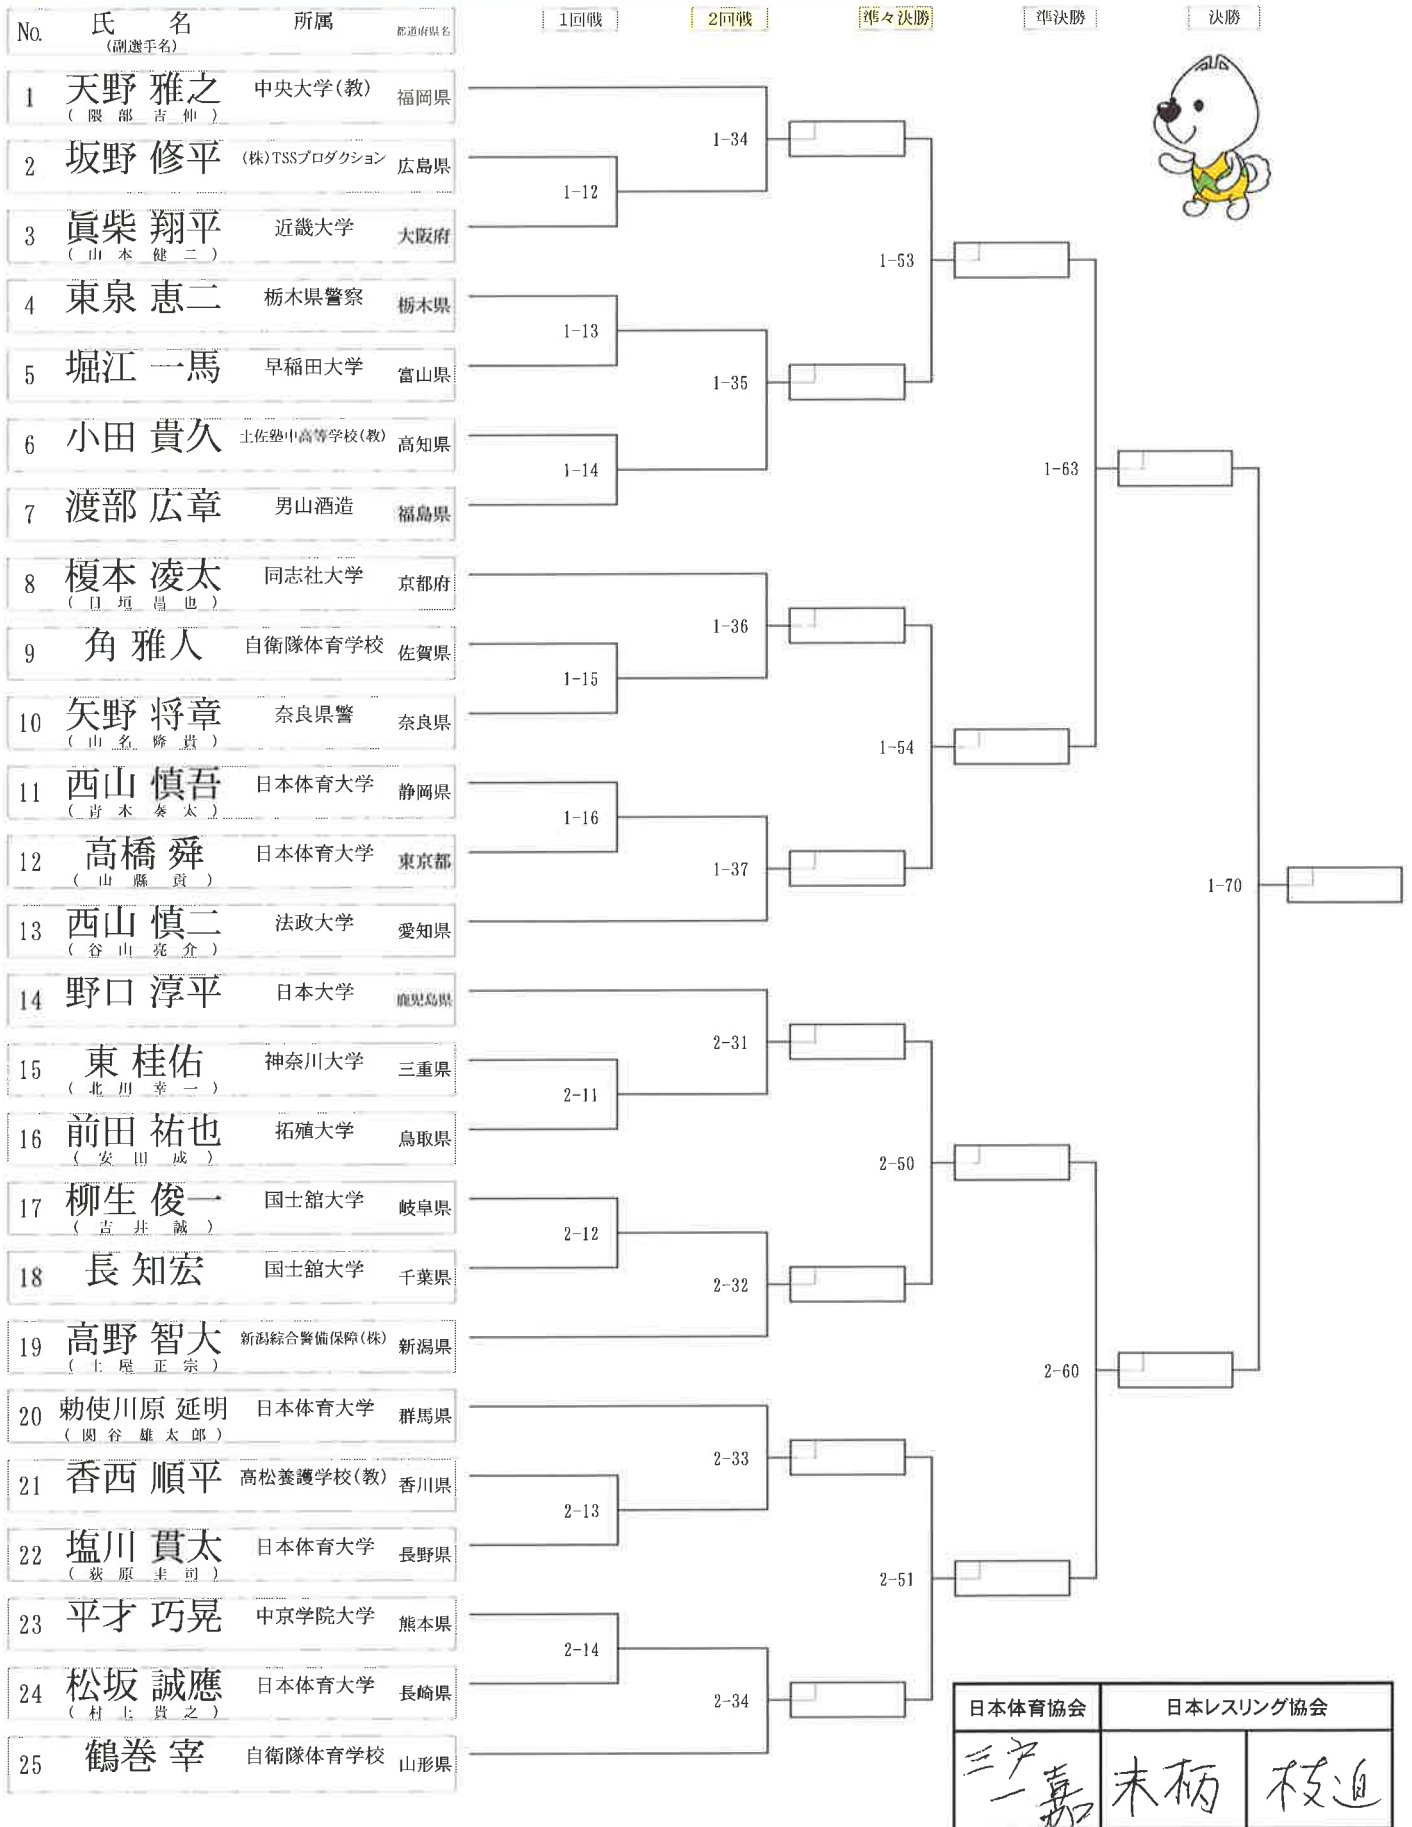 No. 氏名 所属 都道府県名 1回戦 2回戦 準々決勝 準決勝 決勝
(副選手名)
1 天野 雅之 中央大学(教) 福岡県
(隈部吉伸)
1-34
2 坂野 修平 (株)TSSプロダクション 広島県
1-12
3 眞柴 翔平 近畿大学 大阪府
(山本健二)
1-53
4 東泉 恵二 栃木県警察 栃木県
1-13
5 堀江 一馬 早稲田大学 富山県
1-35
6 小田 貴久 土佐塾中高等学校(教) 高知県
1-14
1-63
7 渡部 広章 男山酒造 福島県
8 榎本 凌太 同志社大学 京都府
1-36
9 角 雅人 自衛隊体育学校 佐賀県
1-15
10 矢野 将章 奈良県警 奈良県
(山名隆貴)
1-54
11 西山 慎吾 日本体育大学 静岡県
(青木奏太)
1-16
12 高橋 舜 日本体育大学 東京都
(山縣貢)
1-37
1-70
13 西山 慎二 法政大学 愛知県
(谷山亮介)
14 野口 淳平 日本大学 鹿児島県
2-31
15 東 桂佑 神奈川大学 三重県
(北川幸一)
2-11
16 前田 祐也 拓殖大学 鳥取県
(安田成)
2-50
17 柳生 俊一 国士舘大学 岐阜県
(吉井誠)
2-12
18 長 知宏 国士舘大学 千葉県
2-32
19 高野 智大 新潟綜合警備保障(株) 新潟県
(土屋正宗)
2-60
20 勅使川原 延明 日本体育大学 群馬県
(関谷雄太郎)
2-33
21 香西 順平 高松養護学校(教) 香川県
2-13
22 塩川 貫太 日本体育大学 長野県
(荻原圭司)
2-51
23 平才 巧晃 中京学院大学 熊本県
2-14
24 松坂 誠應 日本体育大学 長崎県
(村上貴之)
2-34
日本体育協会 日本レスリング協会
25 鶴巻 宰 自衛隊体育学校 山形県
三戸一嘉 末柄 枝迫